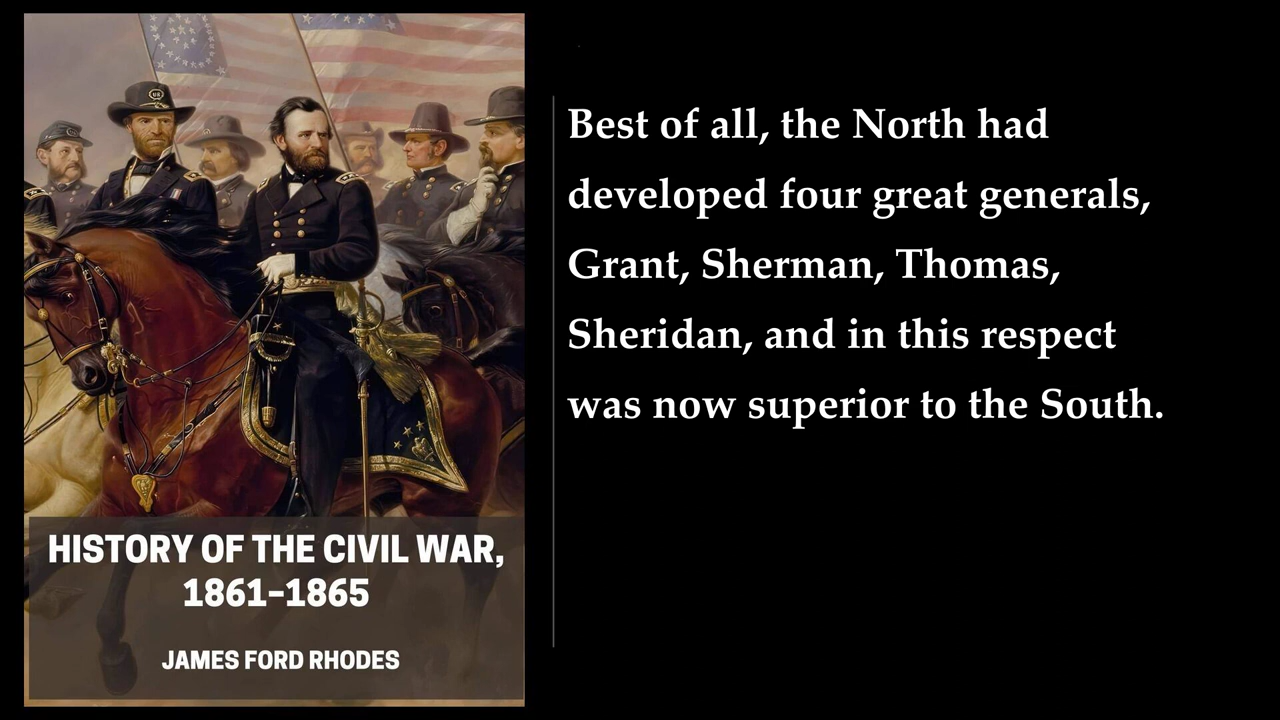 Best of all, the North had
developed four great generals,
Grant, Sherman, Thomas,
Sheridan, and in this respect
was now superior to the South.
HISTORY OF THE CIVIL WAR,
1861–1865
JAMES FORD RHODES